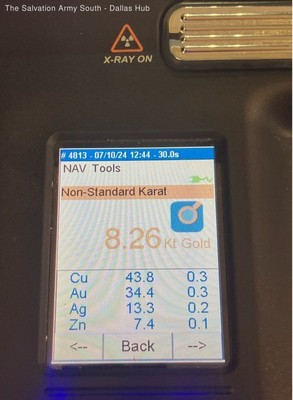 The Salvation Army South - Dallas Hub
X-RAY ON
# 4813 - 07/10/24 12:44 - 30.0s
NAV Tools
Non-Standard Karat
8.26 Kt Gold
Cu 43.8 0.3
Au 34.4 0.3
Ag 13.3 0.2
Zn 7.4 0.1
<-- Back -->